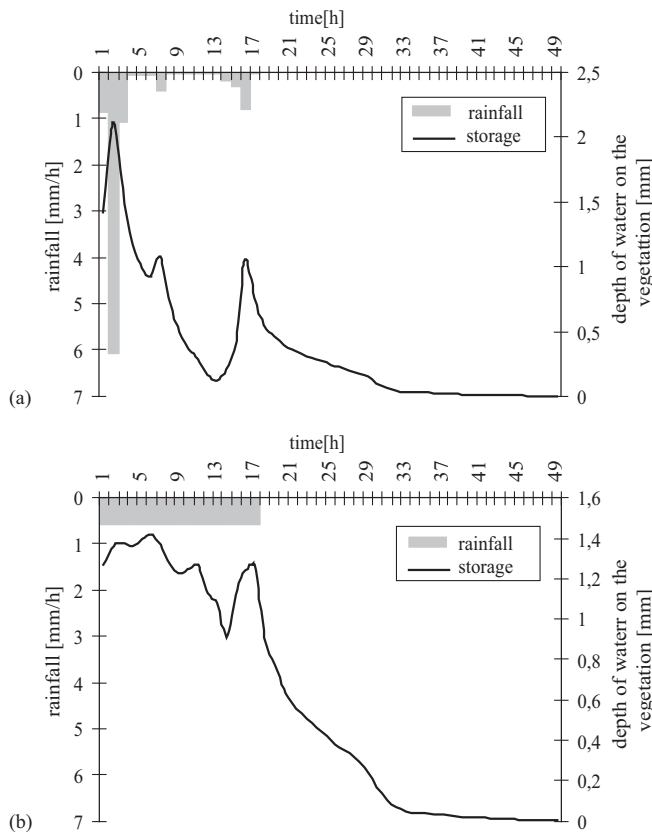 time[h]
1 5 9 13 17 21 25 29 33 37 41 45 49
0 1 2 3 4 5 6 7
rainfall [mm/h]
rainfall
storage
2,5 2 1,5 1 0,5 0
depth of waterr on the
vegetattion [mm]
(a)
time[h]
1 5 9 13 17 21 25 29 33 37 41 45 49
0 1 2 3 4 5 6 7
rainfall [mm/h]
rainfall
storage
1,6 1,4 1,2 1 0,8 0,6 0,4 0,2 0
depth of waterr on the
vegetation [mm]
(b)